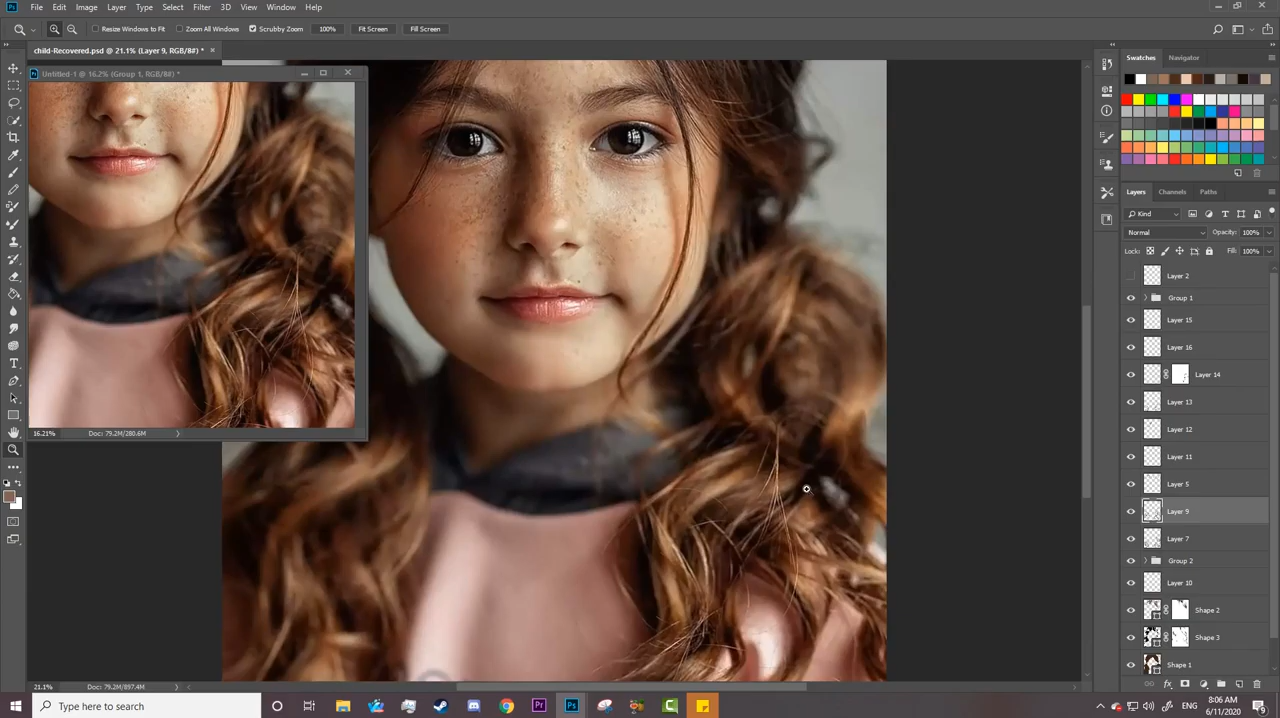 File Edit Image Layer Type Select Filter 3D View Window Help
Resize Windows to Fit Zoom All Windows Scrubby Zoom 100% Fit Screen Fill Screen
child-Recovered.psd @ 21.1% (Layer 9, RGB/8#) *
Untitled-1 @ 16.2% (Group 1, RGB/8#) *
16.21% Doc: 79.2M/280.6M
21.1% Doc: 79.2M/897.4M
Swatches Navigator
Layers Channels Paths
Kind
Normal Opacity: 100%
Lock: Fill: 100%
Layer 2
Group 1
Layer 15
Layer 16
Layer 14
Layer 13
Layer 12
Layer 11
Layer 5
Layer 9
Layer 7
Group 2
Layer 10
Shape 2
Shape 3
Shape 1
Type here to search
8:06 AM
6/11/2020